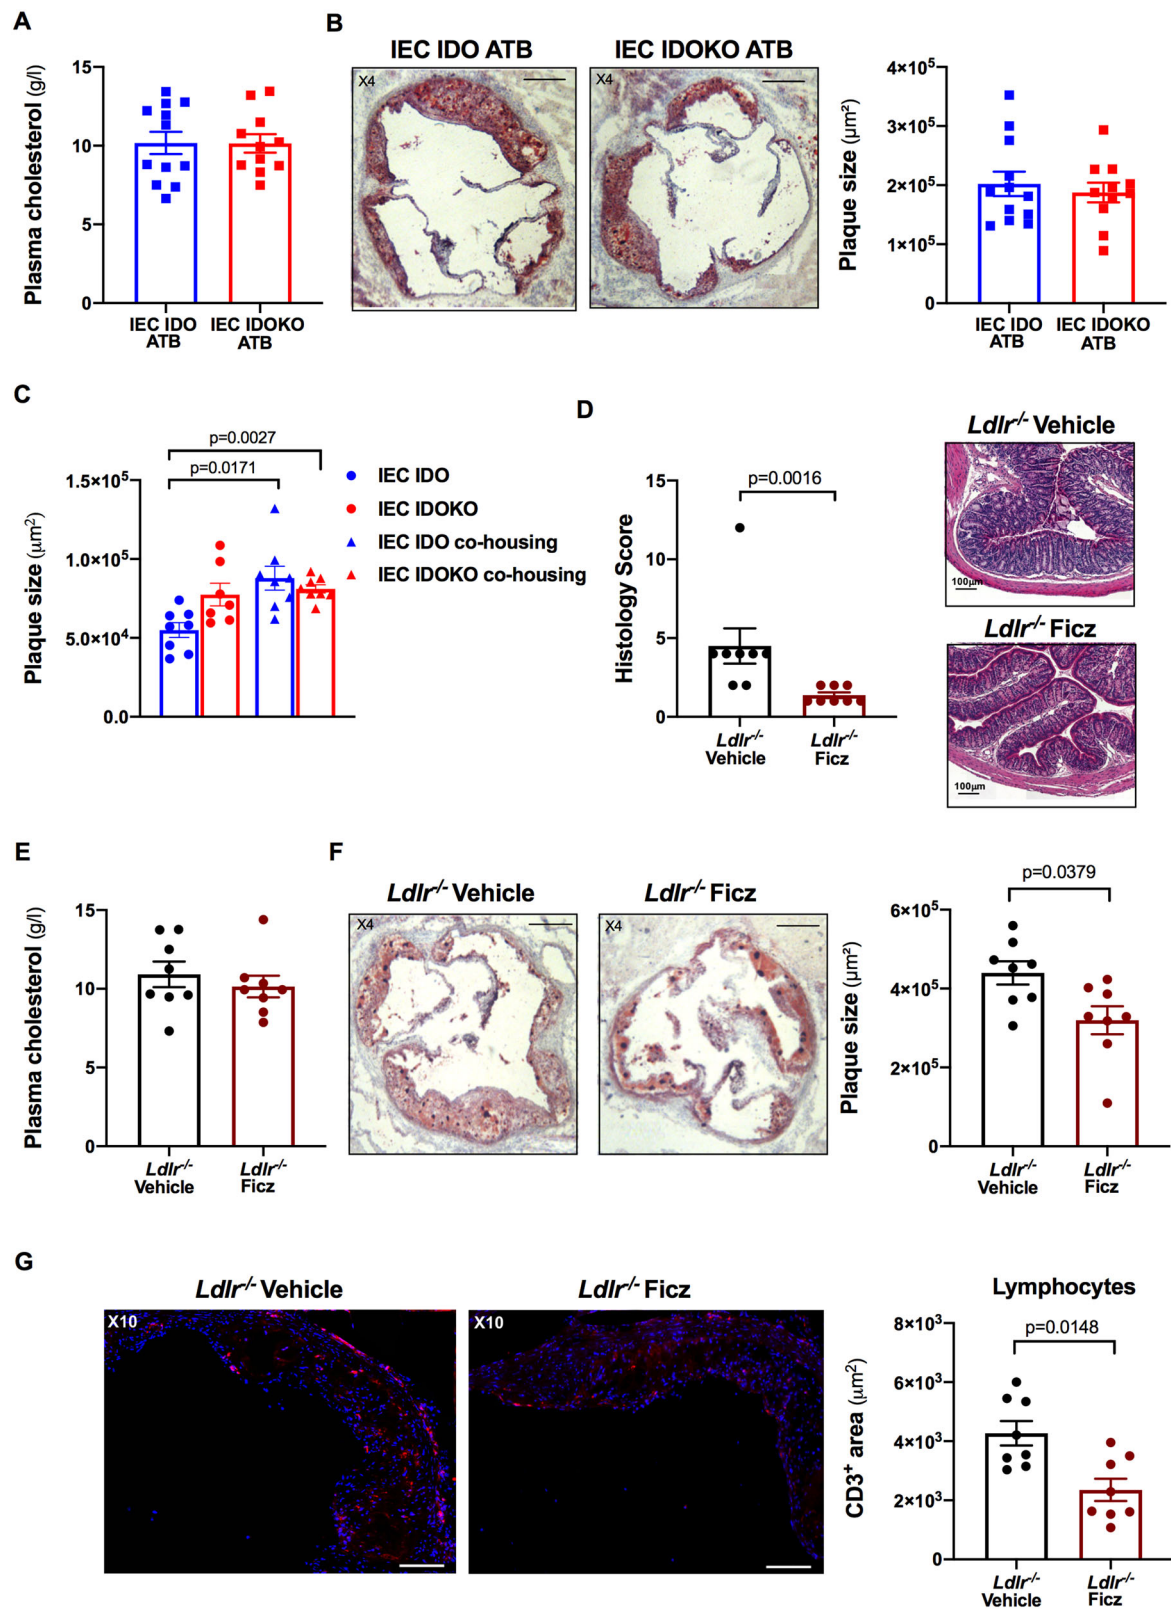 A
Plasma cholesterol (g/l)
15
10
5
0
IEC IDO
ATB
IEC IDOKO
ATB
B
IEC IDO ATB
IEC IDOKO ATB
X4
X4
Plaque size (µm²)
4×10⁵
3×10⁵
2×10⁵
1×10⁵
0
IEC IDO
ATB
IEC IDOKO
ATB
C
p=0.0027
p=0.0171
Plaque size (µm²)
1.5×10⁵
1.0×10⁵
5.0×10⁴
0.0
IEC IDO
IEC IDOKO
IEC IDO co-housing
IEC IDOKO co-housing
D
Histology Score
15
10
5
0
p=0.0016
Ldlr⁻/⁻
Vehicle
Ldlr⁻/⁻
Ficz
Ldlr⁻/⁻ Vehicle
100µm
Ldlr⁻/⁻ Ficz
100µm
E
Plasma cholesterol (g/l)
15
10
5
0
Ldlr⁻/⁻
Vehicle
Ldlr⁻/⁻
Ficz
F
Ldlr⁻/⁻ Vehicle
Ldlr⁻/⁻ Ficz
X4
X4
Plaque size (µm²)
p=0.0379
6×10⁵
4×10⁵
2×10⁵
0
Ldlr⁻/⁻
Vehicle
Ldlr⁻/⁻
Ficz
G
Ldlr⁻/⁻ Vehicle
Ldlr⁻/⁻ Ficz
X10
X10
Lymphocytes
CD3⁺ area (µm²)
p=0.0148
8×10³
6×10³
4×10³
2×10³
0
Ldlr⁻/⁻
Vehicle
Ldlr⁻/⁻
Ficz